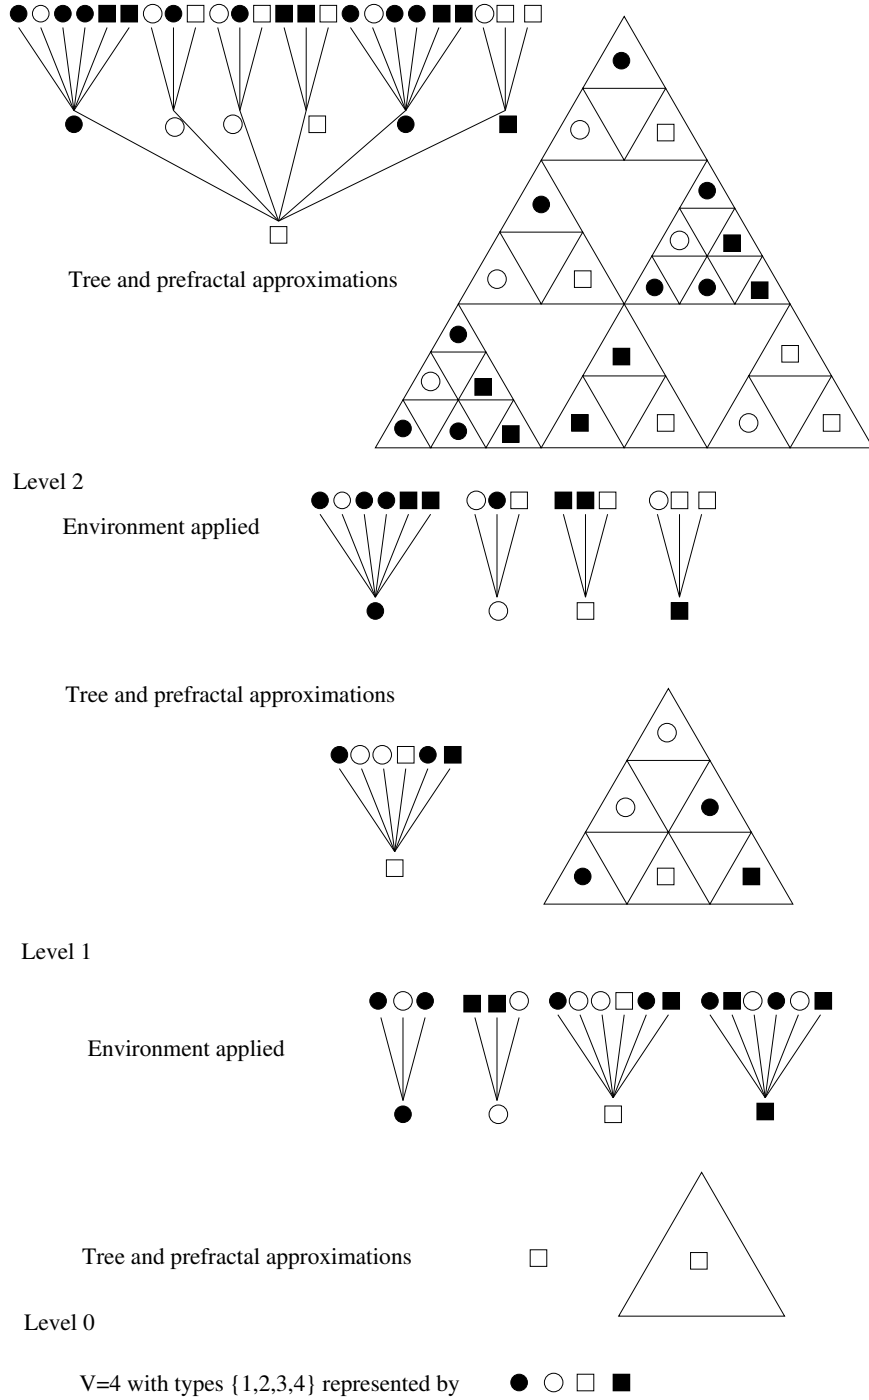 Tree and prefractal approximations
Level 2
Environment applied
Tree and prefractal approximations
Level 1
Environment applied
Tree and prefractal approximations
Level 0
V=4 with types {1,2,3,4} represented by